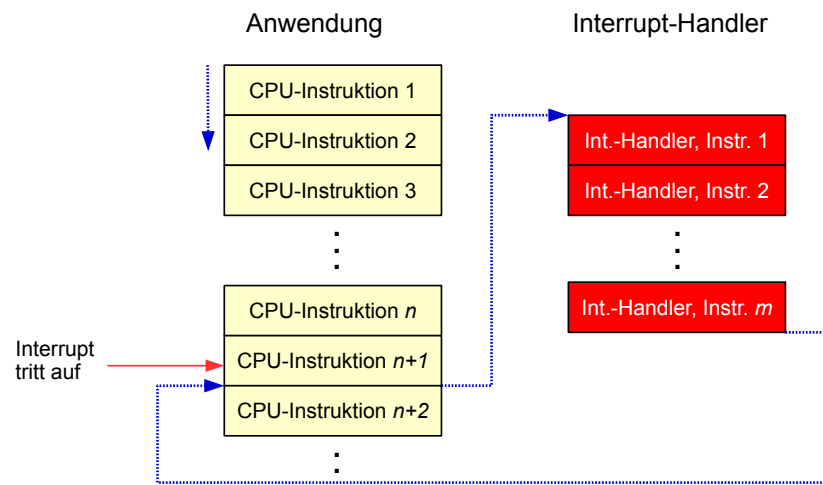 Anwendung
Interrupt-Handler
CPU-Instruktion 1
CPU-Instruktion 2
CPU-Instruktion 3
Int.-Handler, Instr. 1
Int.-Handler, Instr. 2
CPU-Instruktion n
CPU-Instruktion n+1
CPU-Instruktion n+2
Int.-Handler, Instr. m
Interrupt
tritt auf